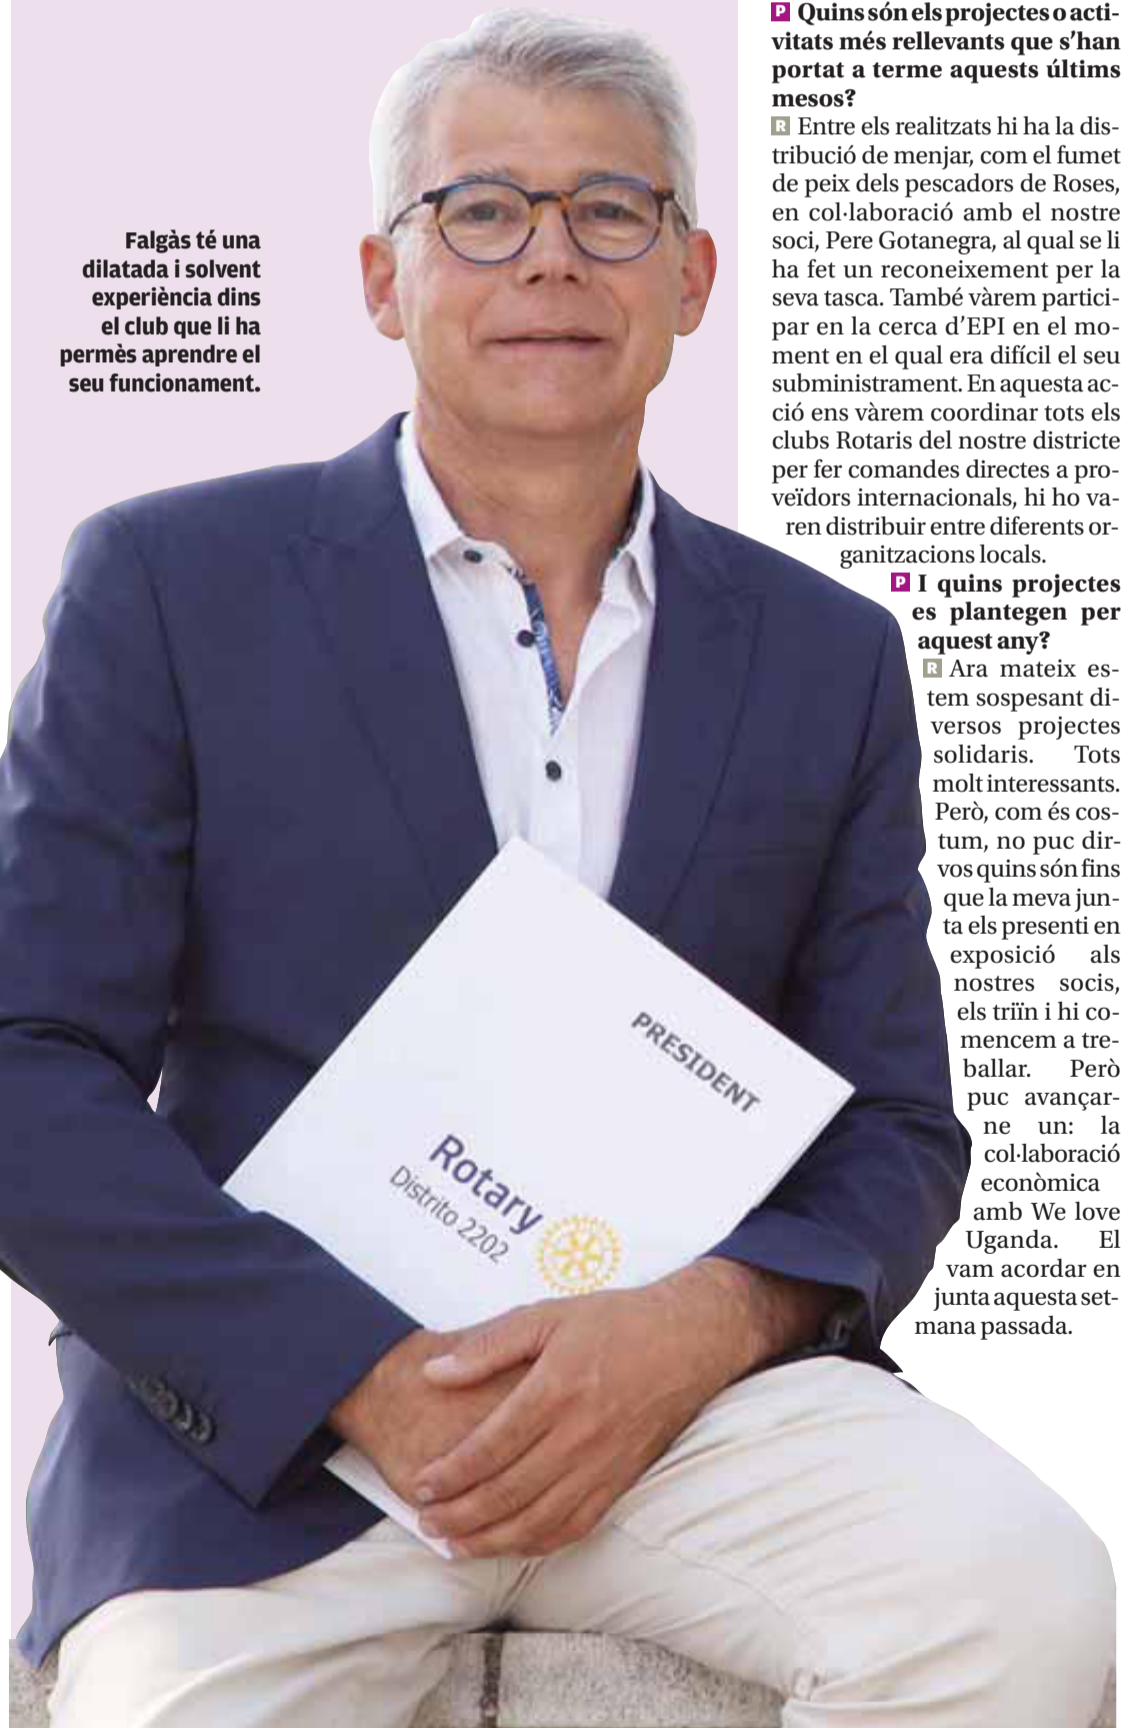 Falgàs té una
dilatada i solvent
experiència dins
el club que li ha
permès aprendre el
seu funcionament.
PRESIDENT
Rotary
Distrito 2202
P Quins són els projectes o acti-
vitats més rellevants que s’han
portat a terme aquests últims
mesos?
R Entre els realitzats hi ha la dis-
tribució de menjar, com el fumet
de peix dels pescadors de Roses,
en col·laboració amb el nostre
soci, Pere Gotanegra, al qual se li
ha fet un reconeixement per la
seva tasca. També vàrem partici-
par en la cerca d’EPI en el mo-
ment en el qual era difícil el seu
subministrament. En aquesta ac-
ció ens vàrem coordinar tots els
clubs Rotaris del nostre districte
per fer comandes directes a pro-
veïdors internacionals, hi ho va-
ren distribuir entre diferents or-
ganitzacions locals.
P I quins projectes
es plantegen per
aquest any?
R Ara mateix es-
tem sospesant di-
versos projectes
solidaris. Tots
molt interessants.
Però, com és cos-
tum, no puc dir-
vos quins són fins
que la meva jun-
ta els presenti en
exposició als
nostres socis,
els triïn i hi co-
mencem a tre-
ballar. Però
puc avançar-
ne un: la
col·laboració
econòmica
amb We love
Uganda. El
vam acordar en
junta aquesta set-
mana passada.